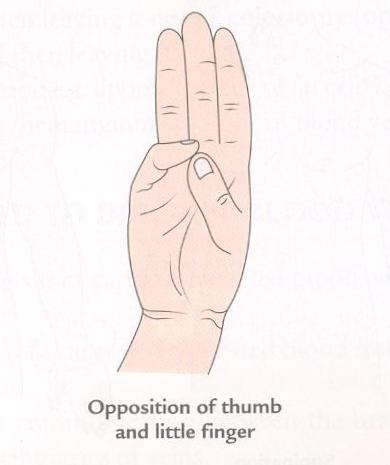 Opposition of thumb
and little finger